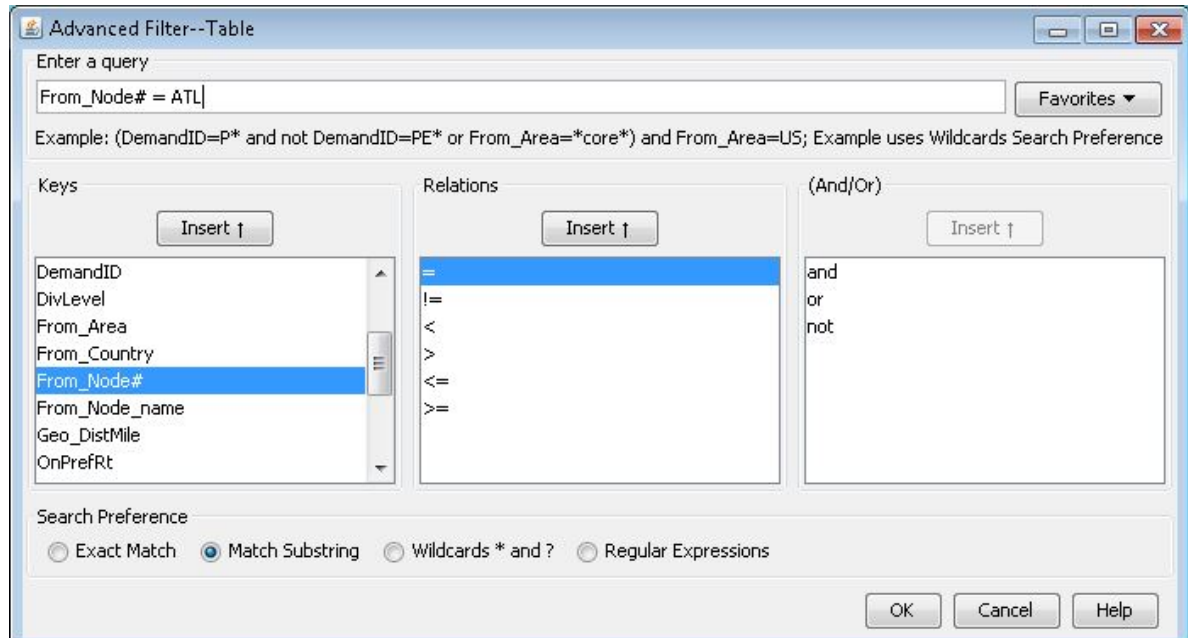 Advanced Filter--Table
Enter a query
From_Node# = ATL
Favorites ▼
Example: (DemandID=P* and not DemandID=PE* or From_Area=*core*) and From_Area=US; Example uses Wildcards Search Preference
Keys
Insert ↑
DemandID
DivLevel
From_Area
From_Country
From_Node#
From_Node_name
Geo_DistMile
OnPrefRt
Relations
Insert ↑
=
!=
<
>
<=
>=
(And/Or)
Insert ↑
and
or
not
Search Preference
Exact Match
Match Substring
Wildcards * and ?
Regular Expressions
OK
Cancel
Help